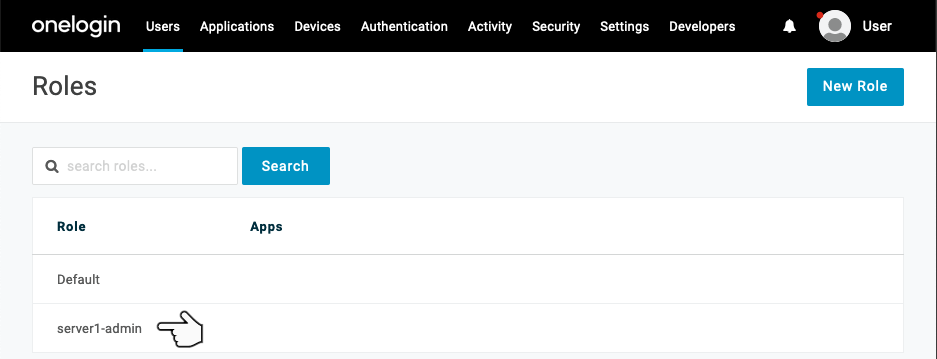 onelogin Users Applications Devices Authentication Activity Security Settings Developers User
Roles New Role
search roles... Search
Role Apps
Default
server1-admin